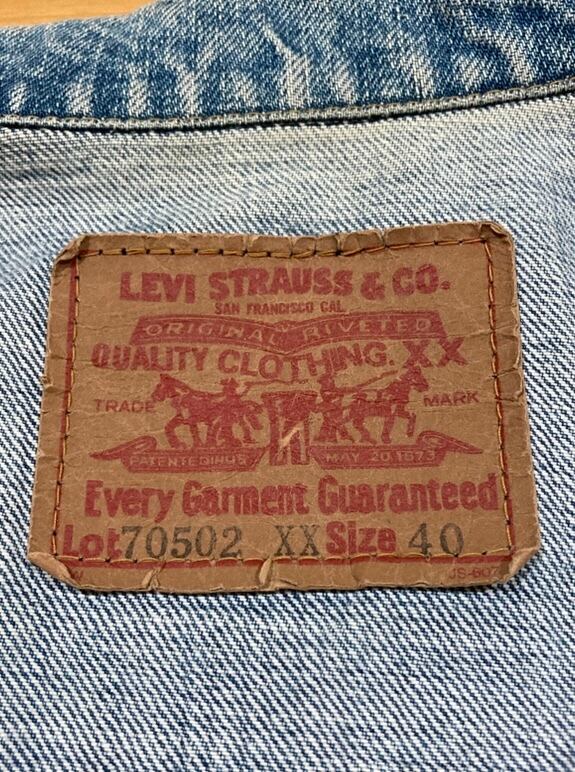 LEVI STRAUSS & CO.
SAN FRANCISCO CAL
ORIGINAL RIVETED
QUALITY CLOTHING. XX
TRADE MARK
PATENTED IN U.S MAY 20 1873
Every Garment Guaranteed
Lot 70502 XX Size 40